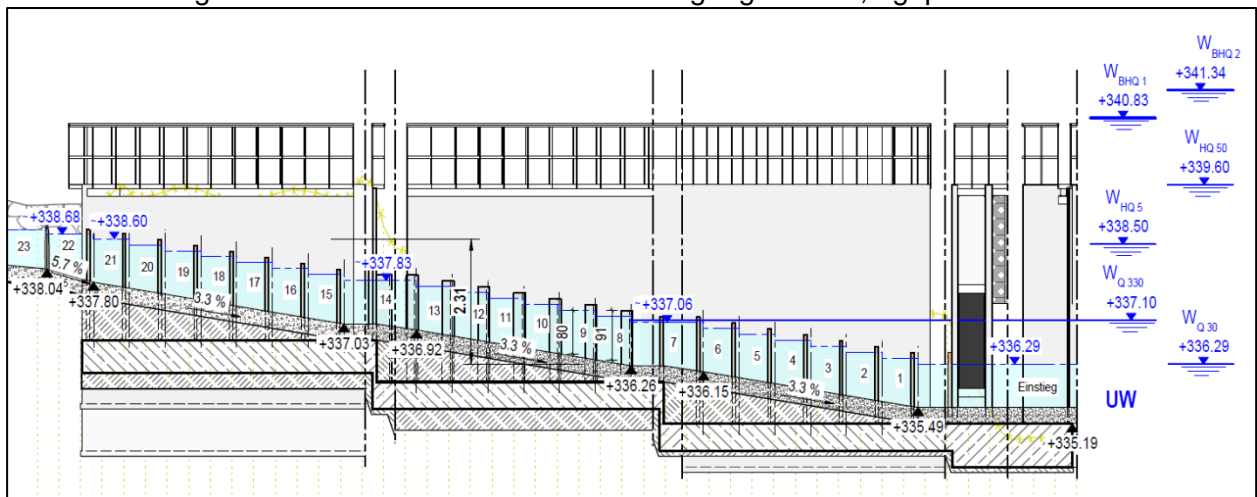 W BHQ 2
+341.34
W BHQ 1
+340.83
W HQ 50
+339.60
W HQ 5
+338.50
W Q 330
+337.10
W Q 30
+336.29
~+338.68
~+338.60
~+337.83
~+337.06
+336.29
23 22 21 20 19 18 17 16 15 14 13 12 11 10 9 8 7 6 5 4 3 2 1
Einstieg
UW
5.7 %
3.3 %
3.3 %
3.3 %
2.31
80
91
+338.04⁵
+337.80
+337.03
+336.92
+336.26
+336.15
+335.49
+335.19